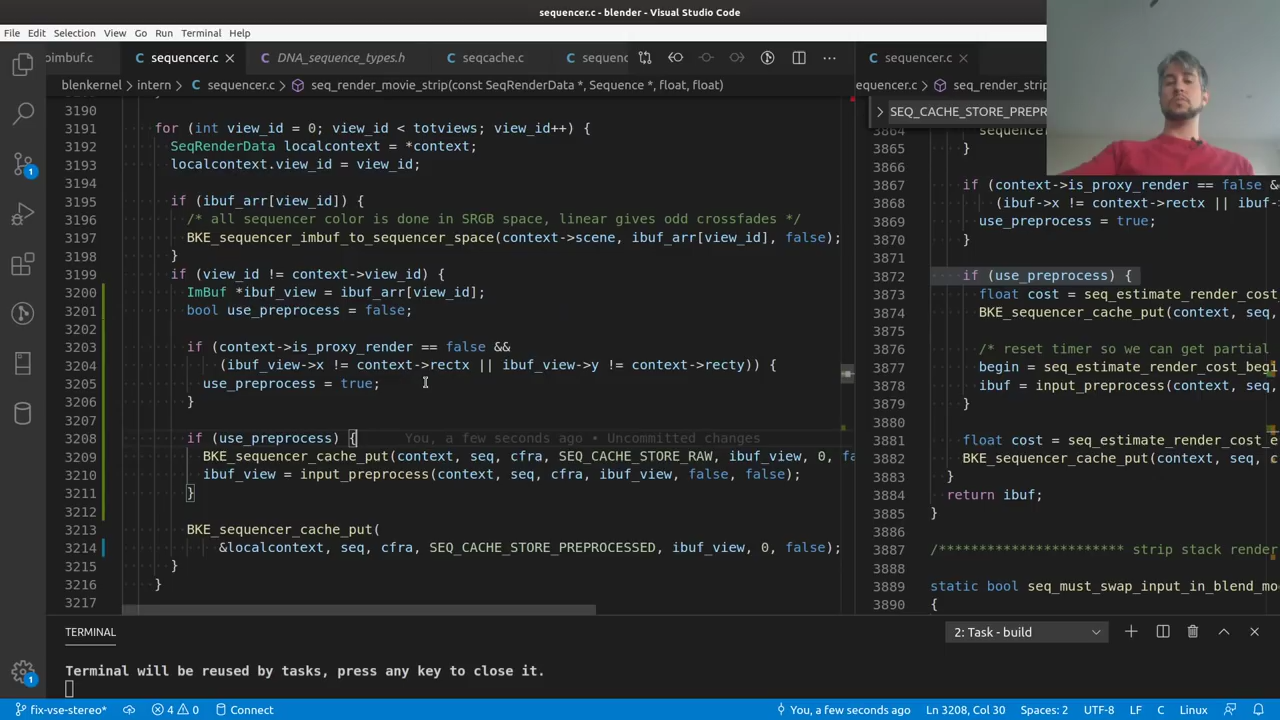 sequencer.c - blender - Visual Studio Code
File Edit Selection View Go Run Terminal Help
oimbuf.c sequencer.c DNA_sequence_types.h seqcache.c sequenc sequencer.c
blenkernel > intern > sequencer.c > seq_render_movie_strip(const SeqRenderData *, Sequence *, float, float)
equencer.c > seq_render_strip
3190
3191 for (int view_id = 0; view_id < totviews; view_id++) {
3192 SeqRenderData localcontext = *context;
3193 localcontext.view_id = view_id;
3194
3195 if (ibuf_arr[view_id]) {
3196 /* all sequencer color is done in SRGB space, linear gives odd crossfades */
3197 BKE_sequencer_imbuf_to_sequencer_space(context->scene, ibuf_arr[view_id], false);
3198 }
3199 if (view_id != context->view_id) {
3200 ImBuf *ibuf_view = ibuf_arr[view_id];
3201 bool use_preprocess = false;
3202
3203 if (context->is_proxy_render == false &&
3204 (ibuf_view->x != context->rectx || ibuf_view->y != context->recty)) {
3205 use_preprocess = true;
3206 }
3207
3208 if (use_preprocess) { You, a few seconds ago • Uncommitted changes
3209 BKE_sequencer_cache_put(context, seq, cfra, SEQ_CACHE_STORE_RAW, ibuf_view, 0, fa
3210 ibuf_view = input_preprocess(context, seq, cfra, ibuf_view, false, false);
3211 }
3212
3213 BKE_sequencer_cache_put(
3214 &localcontext, seq, cfra, SEQ_CACHE_STORE_PREPROCESSED, ibuf_view, 0, false);
3215 }
3216 }
3217
SEQ_CACHE_STORE_PREPR
3864 sequencer
3865 }
3866
3867 if (context->is_proxy_render == false &
3868 (ibuf->x != context->rectx || ibuf-
3869 use_preprocess = true;
3870 }
3871
3872 if (use_preprocess) {
3873 float cost = seq_estimate_render_cost_
3874 BKE_sequencer_cache_put(context, seq,
3875
3876 /* reset timer so we can get partial
3877 begin = seq_estimate_render_cost_begi
3878 ibuf = input_preprocess(context, seq,
3879 }
3880
3881 float cost = seq_estimate_render_cost_e
3882 BKE_sequencer_cache_put(context, seq, c
3883 }
3884 return ibuf;
3885 }
3886
3887 /*********************** strip stack render
3888
3889 static bool seq_must_swap_input_in_blend_mo
3890 {
TERMINAL 2: Task - build
Terminal will be reused by tasks, press any key to close it.
fix-vse-stereo* 4 0 Connect You, a few seconds ago Ln 3208, Col 30 Spaces: 2 UTF-8 LF C Linux